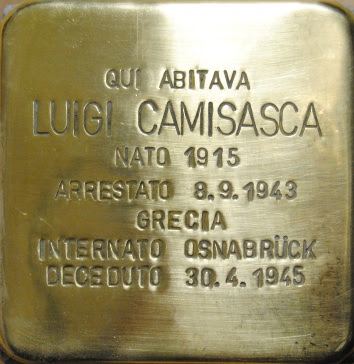 QUI ABITAVA
LUIGI CAMISASCA
NATO 1915
ARRESTATO 8.9.1943
GRECIA
INTERNATO OSNABRÜCK
DECEDUTO 30.4.1945